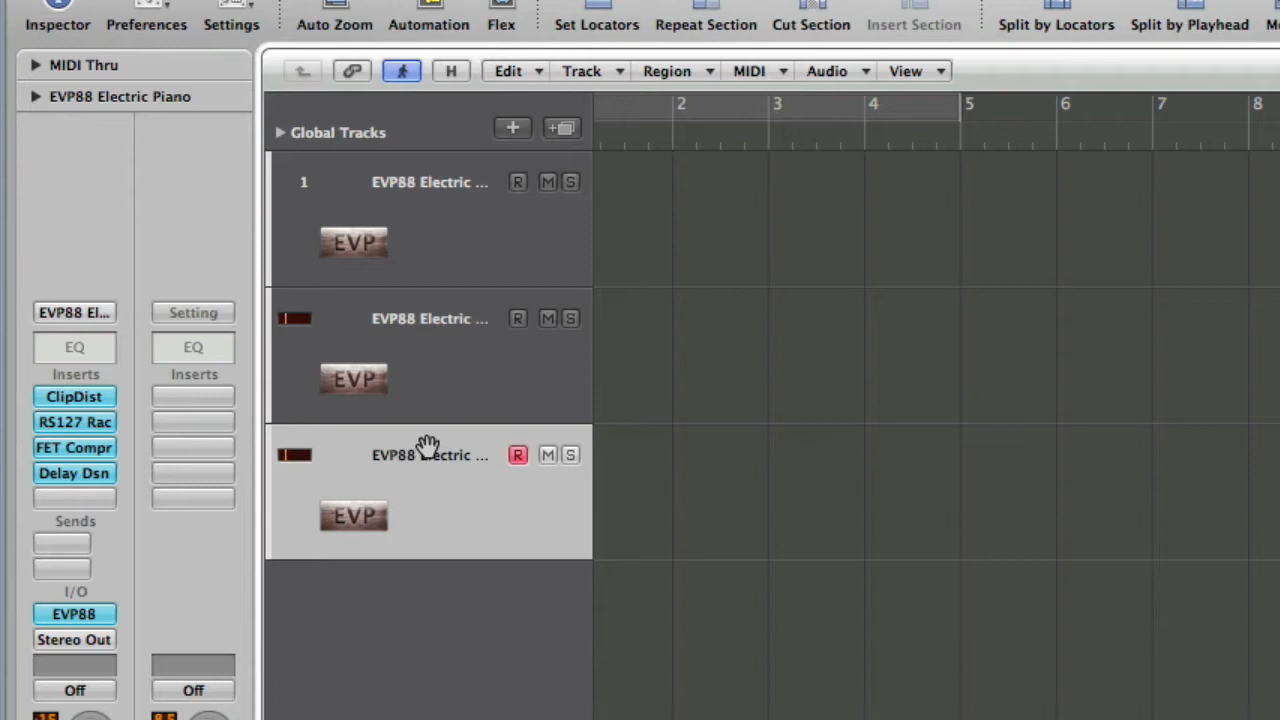 Inspector Preferences Settings Auto Zoom Automation Flex Set Locators Repeat Section Cut Section Insert Section Split by Locators Split by Playhead
MIDI Thru
H Edit Track Region MIDI Audio View
EVP88 Electric Piano
2 3 4 5 6 7 8
Global Tracks
1 EVP88 Electric ... R M S
EVP
EVP88 El... Setting
EVP88 Electric ... R M S
EQ EQ
Inserts Inserts
EVP
ClipDist
RS127 Rac
FET Compr
EVP88 Electric ... R M S
Delay Dsn
EVP
Sends
I/O
EVP88
Stereo Out
Off Off